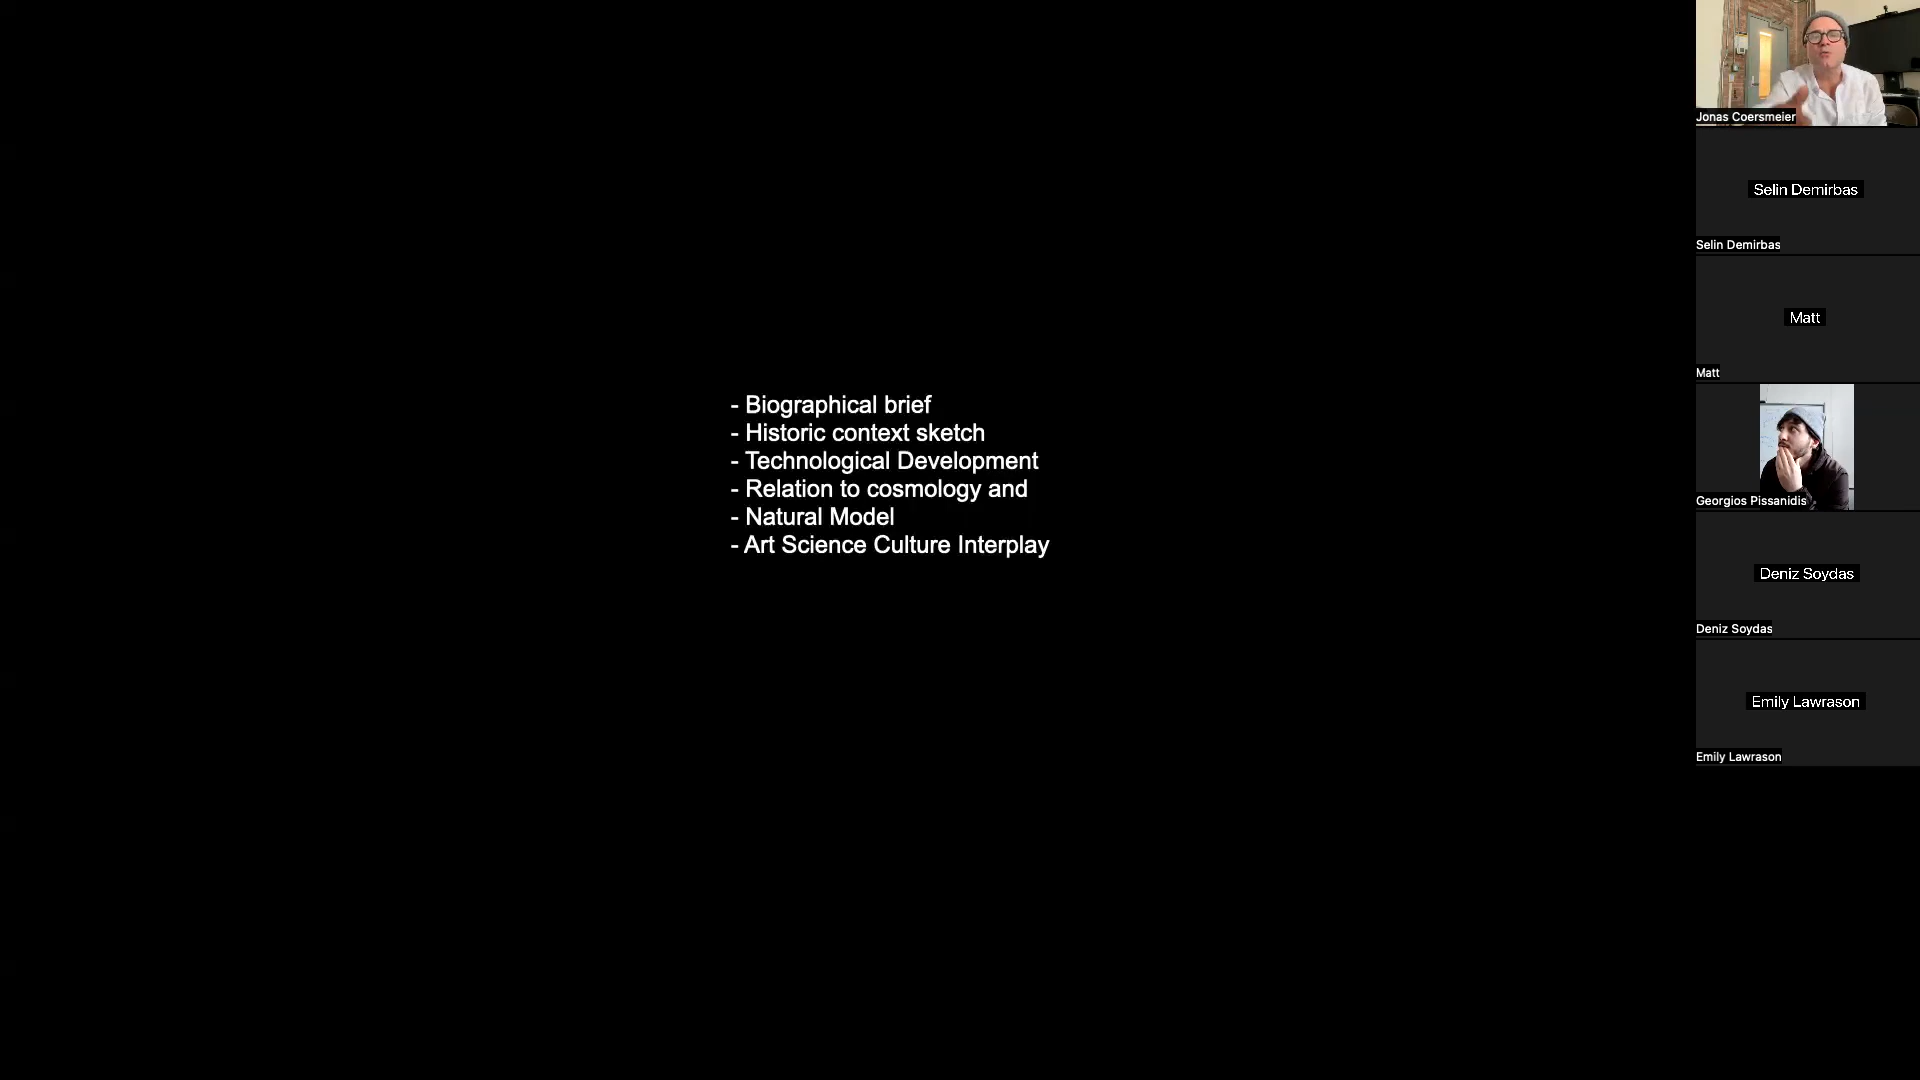 - Biographical brief
- Historic context sketch
- Technological Development
- Relation to cosmology and
- Natural Model
- Art Science Culture Interplay
Jonas Coersmeier
Selin Demirbas
Selin Demirbas
Matt
Matt
Georgios Pissanidis
Deniz Soydas
Deniz Soydas
Emily Lawrason
Emily Lawrason